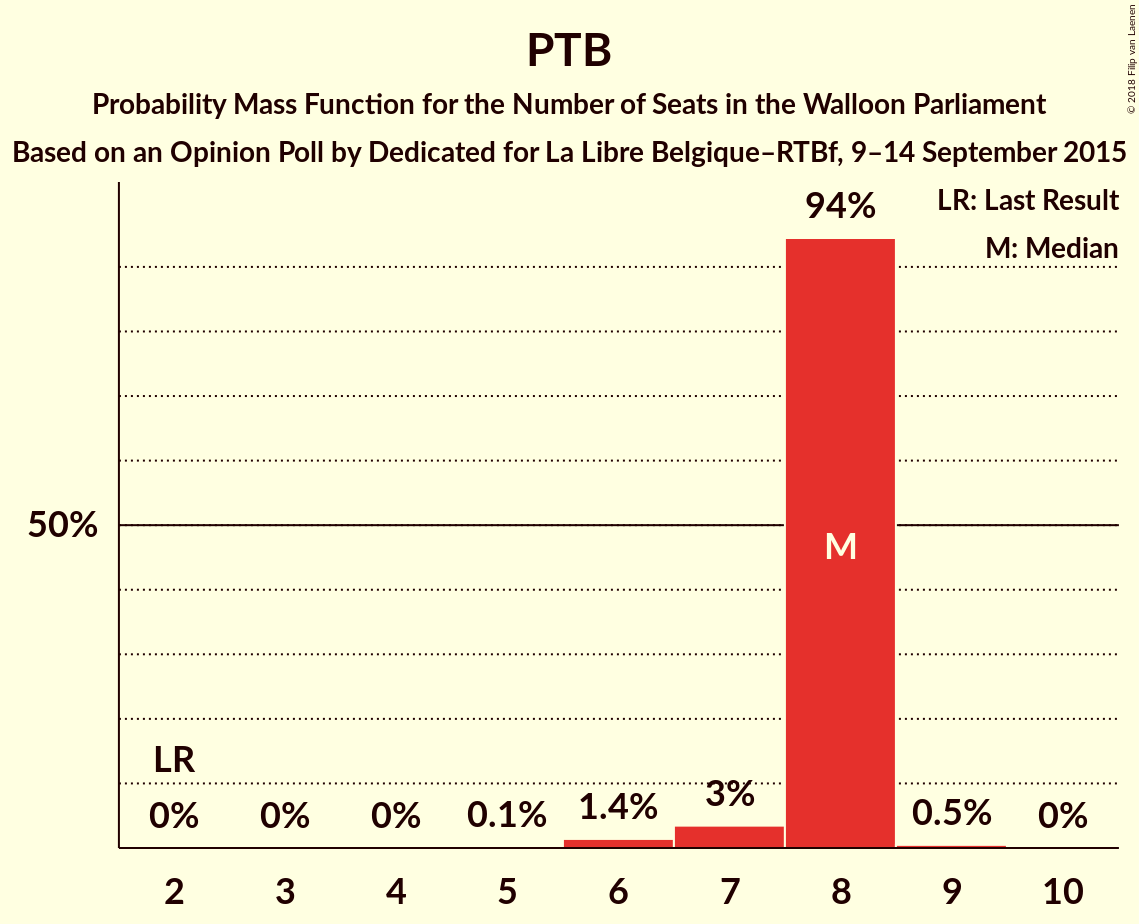 PTB
Probability Mass Function for the Number of Seats in the Walloon Parliament
Based on an Opinion Poll by Dedicated for La Libre Belgique–RTBf, 9–14 September 2015
© 2018 Filip van Laenen
LR: Last Result
M: Median
94%
50%
M
LR
0%
0%
0%
0.1%
1.4%
3%
0.5%
0%
2
3
4
5
6
7
8
9
10